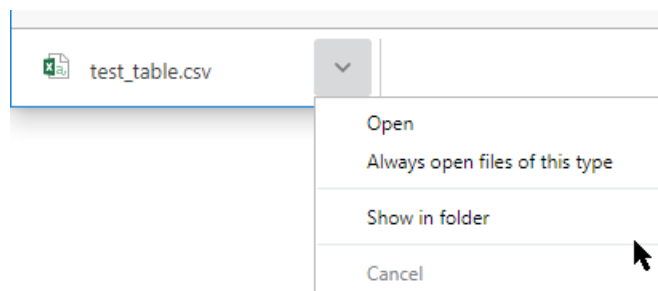 test_table.csv
Open
Always open files of this type
Show in folder
Cancel